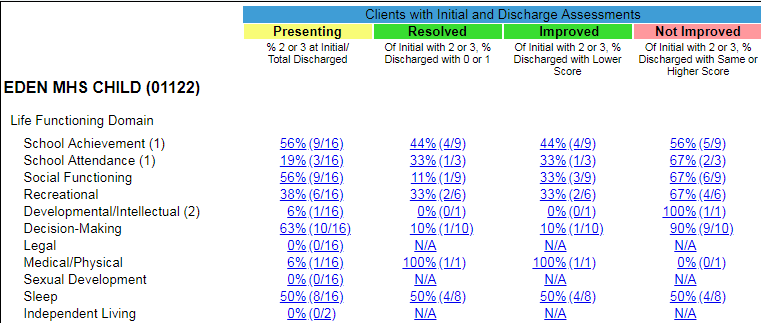 Clients with Initial and Discharge Assessments
Presenting Resolved Improved Not Improved
% 2 or 3 at Initial/ Of Initial with 2 or 3, % Of Initial with 2 or 3, % Of Initial with 2 or 3, %
Total Discharged Discharged with 0 or 1 Discharged with Lower Discharged with Same or
Score Higher Score
EDEN MHS CHILD (01122)
Life Functioning Domain
School Achievement (1) 56% (9/16) 44% (4/9) 44% (4/9) 56% (5/9)
School Attendance (1) 19% (3/16) 33% (1/3) 33% (1/3) 67% (2/3)
Social Functioning 56% (9/16) 11% (1/9) 33% (3/9) 67% (6/9)
Recreational 38% (6/16) 33% (2/6) 33% (2/6) 67% (4/6)
Developmental/Intellectual (2) 6% (1/16) 0% (0/1) 0% (0/1) 100% (1/1)
Decision-Making 63% (10/16) 10% (1/10) 10% (1/10) 90% (9/10)
Legal 0% (0/16) N/A N/A N/A
Medical/Physical 6% (1/16) 100% (1/1) 100% (1/1) 0% (0/1)
Sexual Development 0% (0/16) N/A N/A N/A
Sleep 50% (8/16) 50% (4/8) 50% (4/8) 50% (4/8)
Independent Living 0% (0/2) N/A N/A N/A